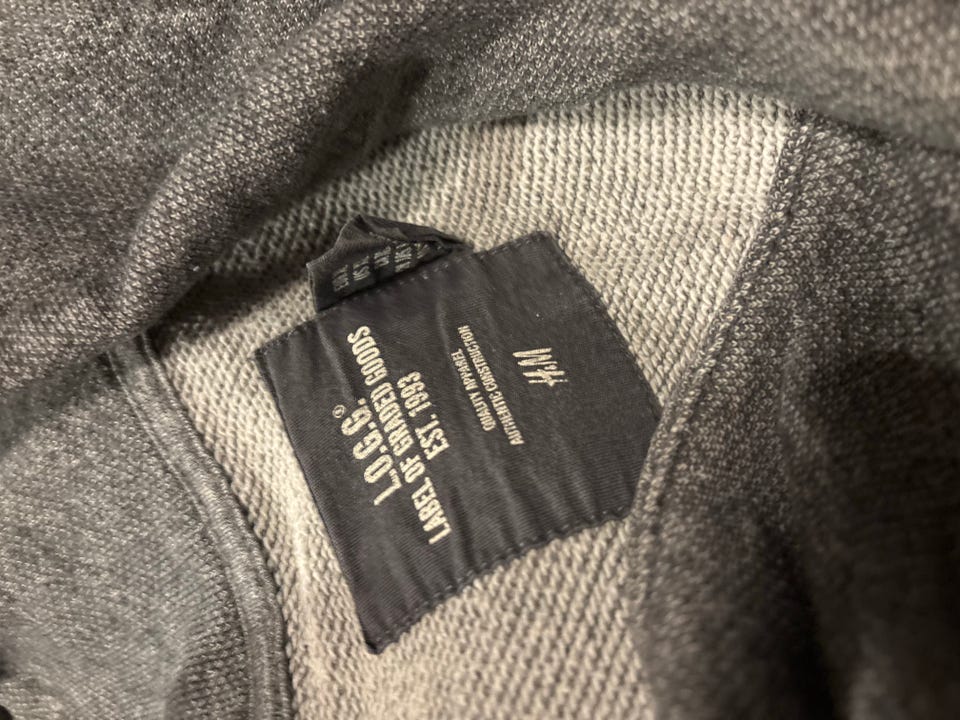 L.O.G.G.®
LABEL OF GRADED GOODS
EST. 1993
QUALITY APPAREL
AUTHENTIC CONSTRUCTION
H&M